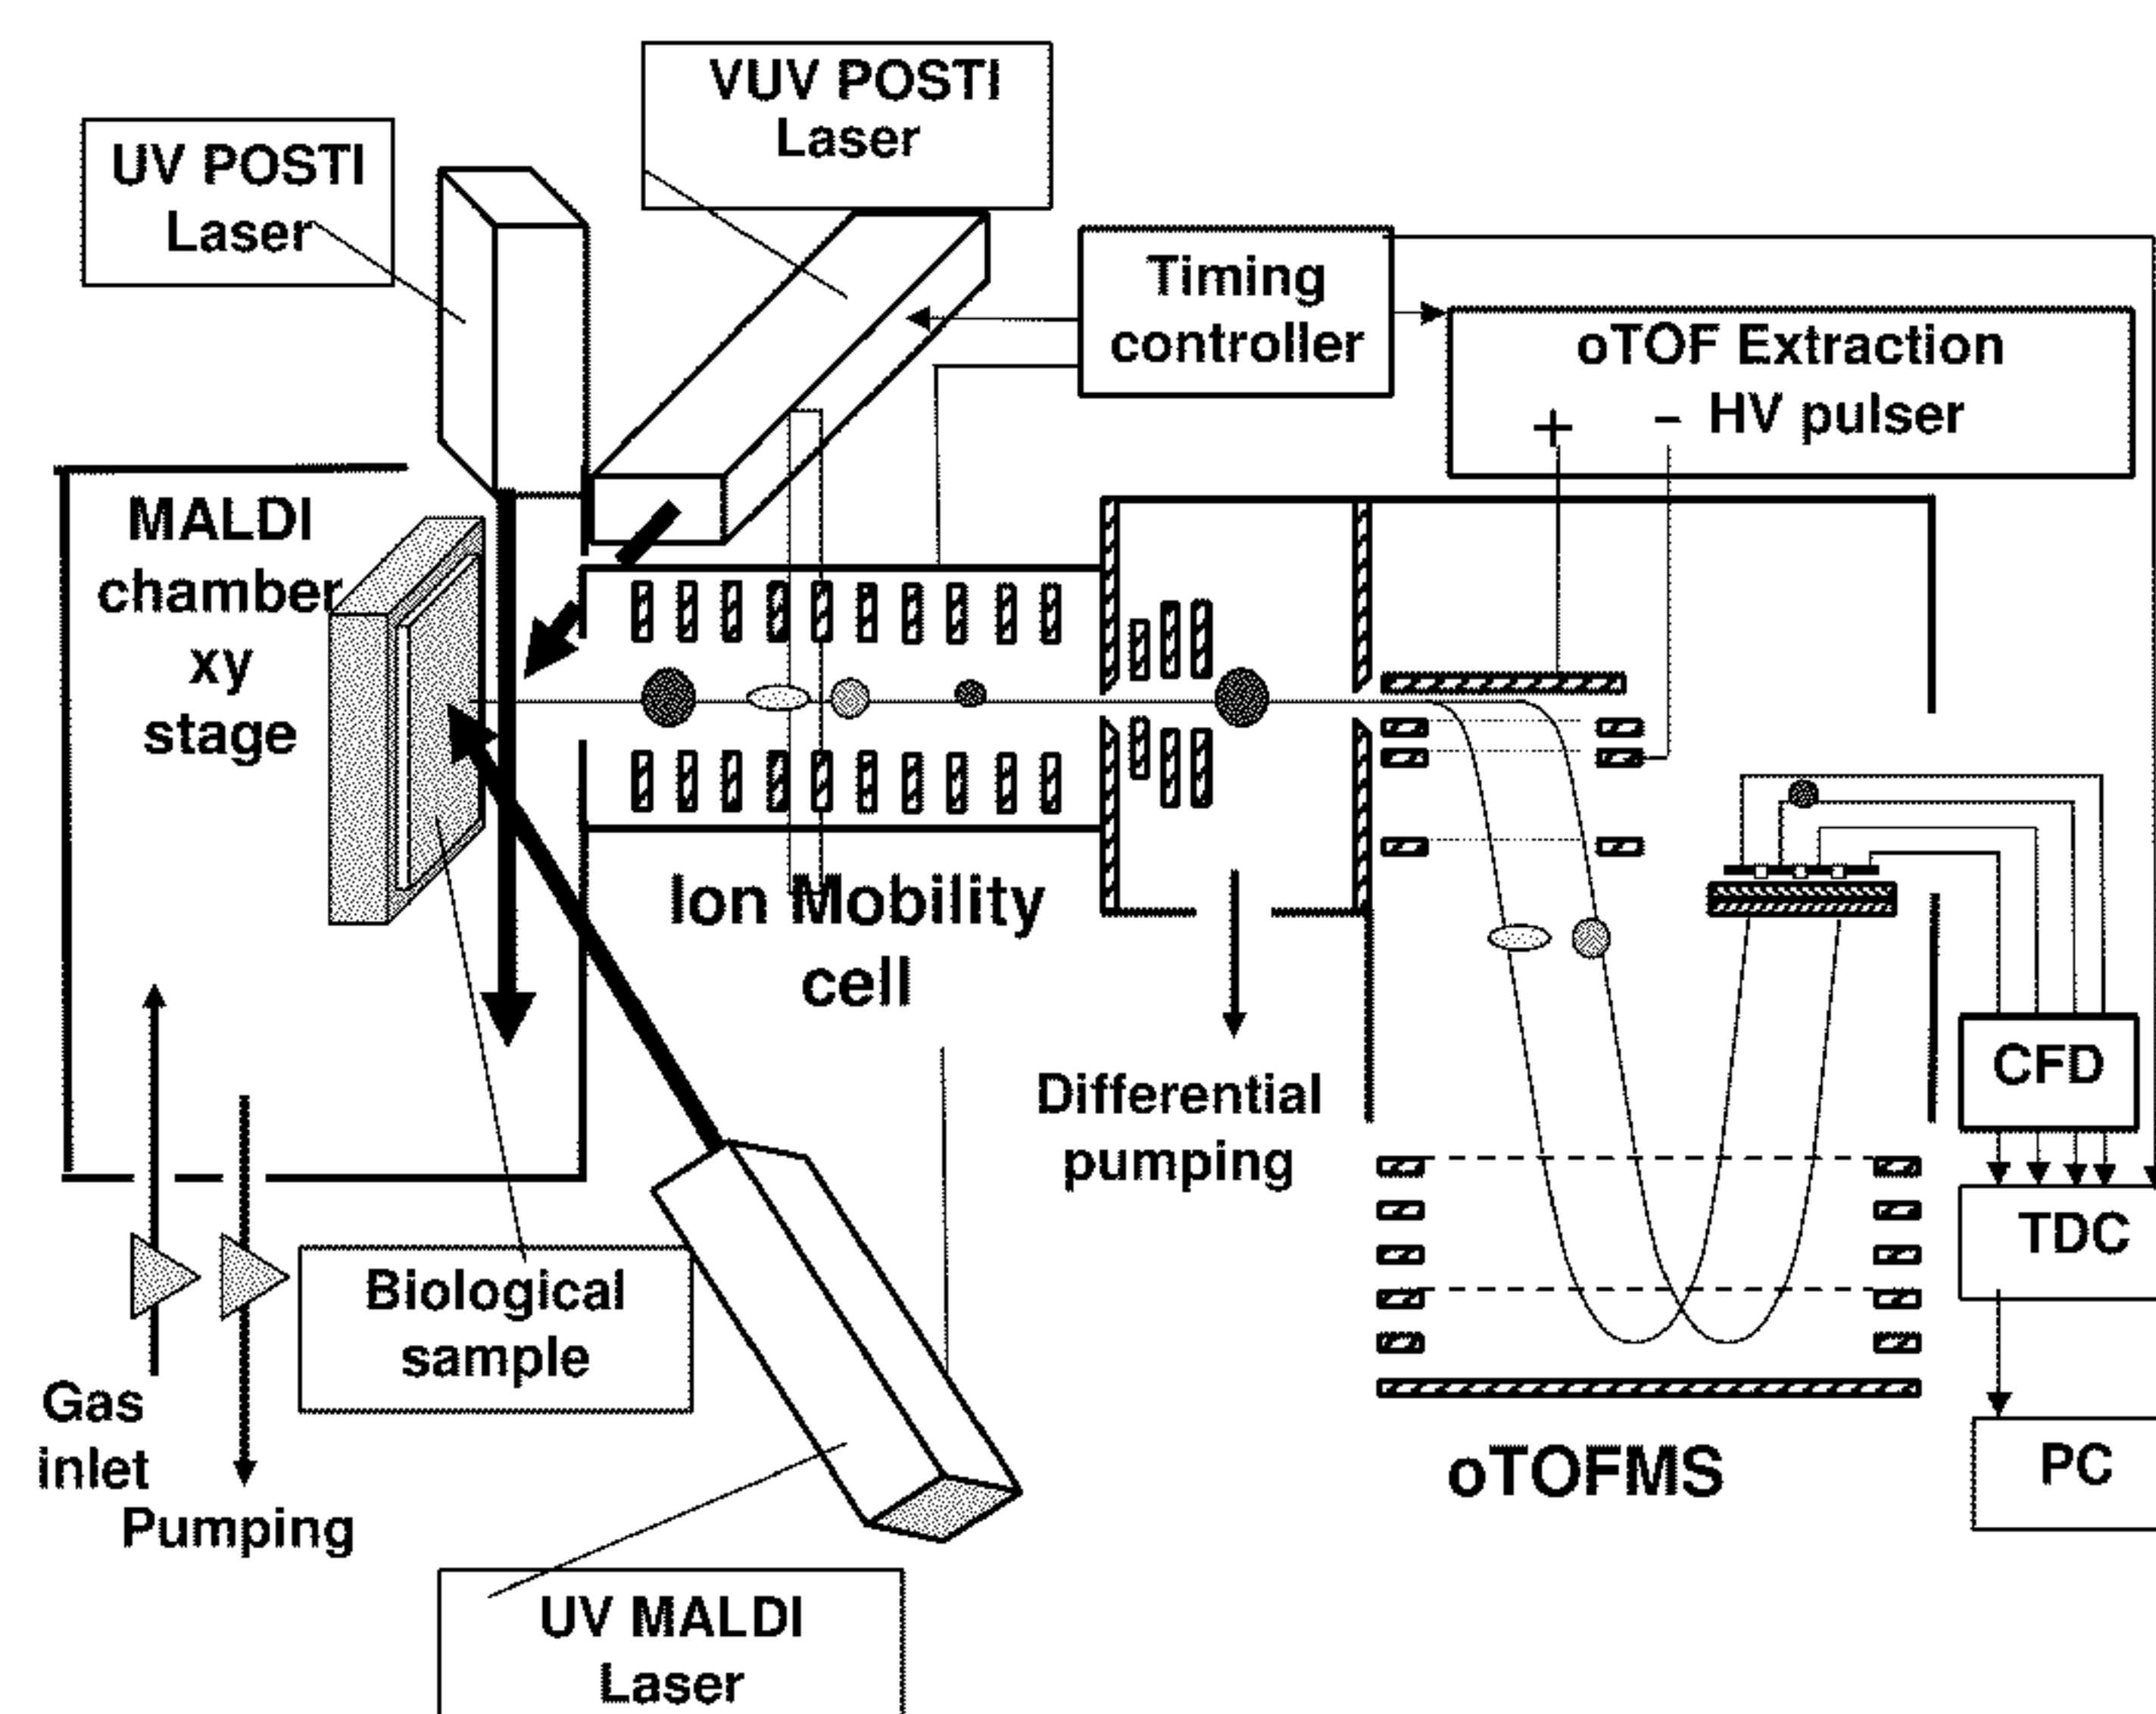 VUV POSTI
Laser
UV POSTI
Laser
Timing
controller
oTOF Extraction
+ - HV pulser
MALDI
chamber
xy
stage
Ion Mobility
cell
Differential
pumping
CFD
TDC
PC
Biological
sample
Gas
inlet
Pumping
oTOFMS
UV MALDI
Laser